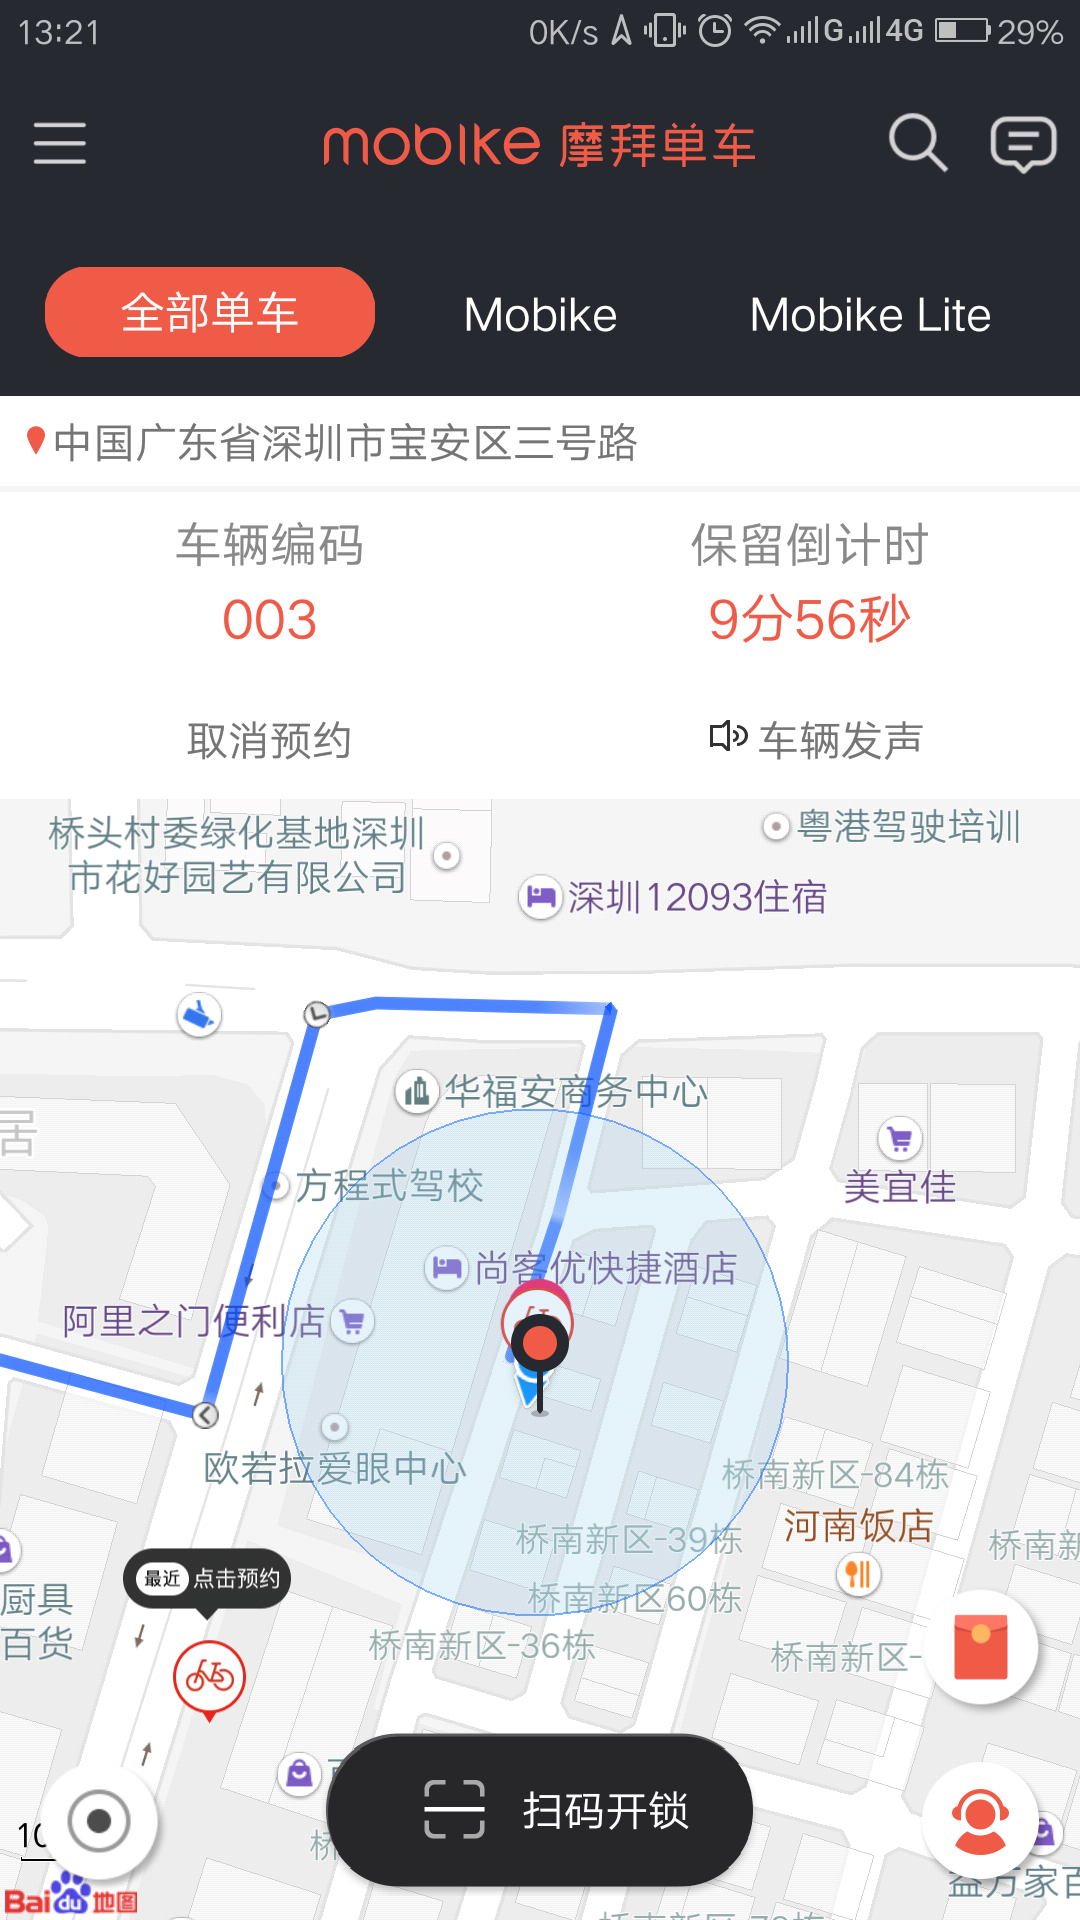 13:21
0K/s
G
4G
29%
mobike 摩拜单车
全部单车
Mobike
Mobike Lite
中国广东省深圳市宝安区三号路
车辆编码
保留倒计时
003
9分56秒
取消预约
车辆发声
桥头村委绿化基地深圳
市花好园艺有限公司
粤港驾驶培训
深圳12093住宿
居
华福安商务中心
方程式驾校
美宜佳
尚客优快捷酒店
阿里之门便利店
欧若拉爱眼中心
桥南新区-84栋
河南饭店
桥南新区-39栋
桥南新
厨具
百货
最近 点击预约
桥南新区60栋
桥南新区-36栋
桥南新区-
扫码开锁
10
桥
益万家百
Bai du 地图